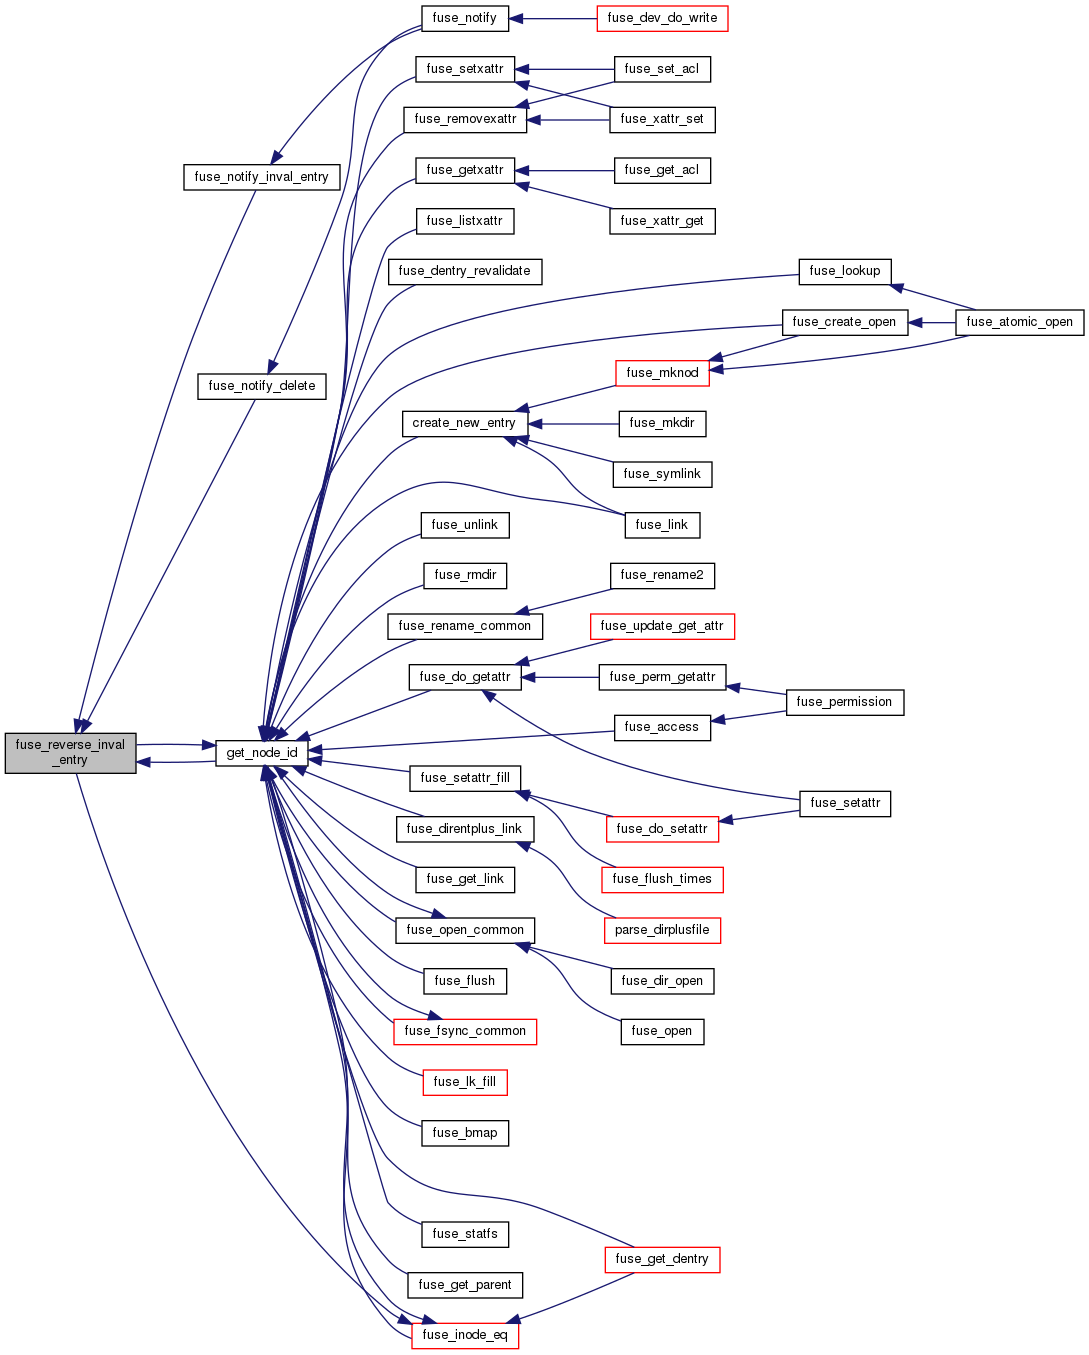 fuse_notify
fuse_dev_do_write
fuse_setxattr
fuse_set_acl
fuse_removexattr
fuse_xattr_set
fuse_notify_inval_entry
fuse_getxattr
fuse_get_acl
fuse_listxattr
fuse_xattr_get
fuse_dentry_revalidate
fuse_lookup
fuse_create_open
fuse_atomic_open
fuse_notify_delete
fuse_mknod
create_new_entry
fuse_mkdir
fuse_symlink
fuse_unlink
fuse_link
fuse_rmdir
fuse_rename2
fuse_rename_common
fuse_update_get_attr
fuse_do_getattr
fuse_perm_getattr
fuse_permission
fuse_access
fuse_reverse_inval
_entry
get_node_id
fuse_setattr_fill
fuse_setattr
fuse_direntplus_link
fuse_do_setattr
fuse_get_link
fuse_flush_times
fuse_open_common
parse_dirplusfile
fuse_flush
fuse_dir_open
fuse_fsync_common
fuse_open
fuse_lk_fill
fuse_bmap
fuse_statfs
fuse_get_dentry
fuse_get_parent
fuse_inode_eq